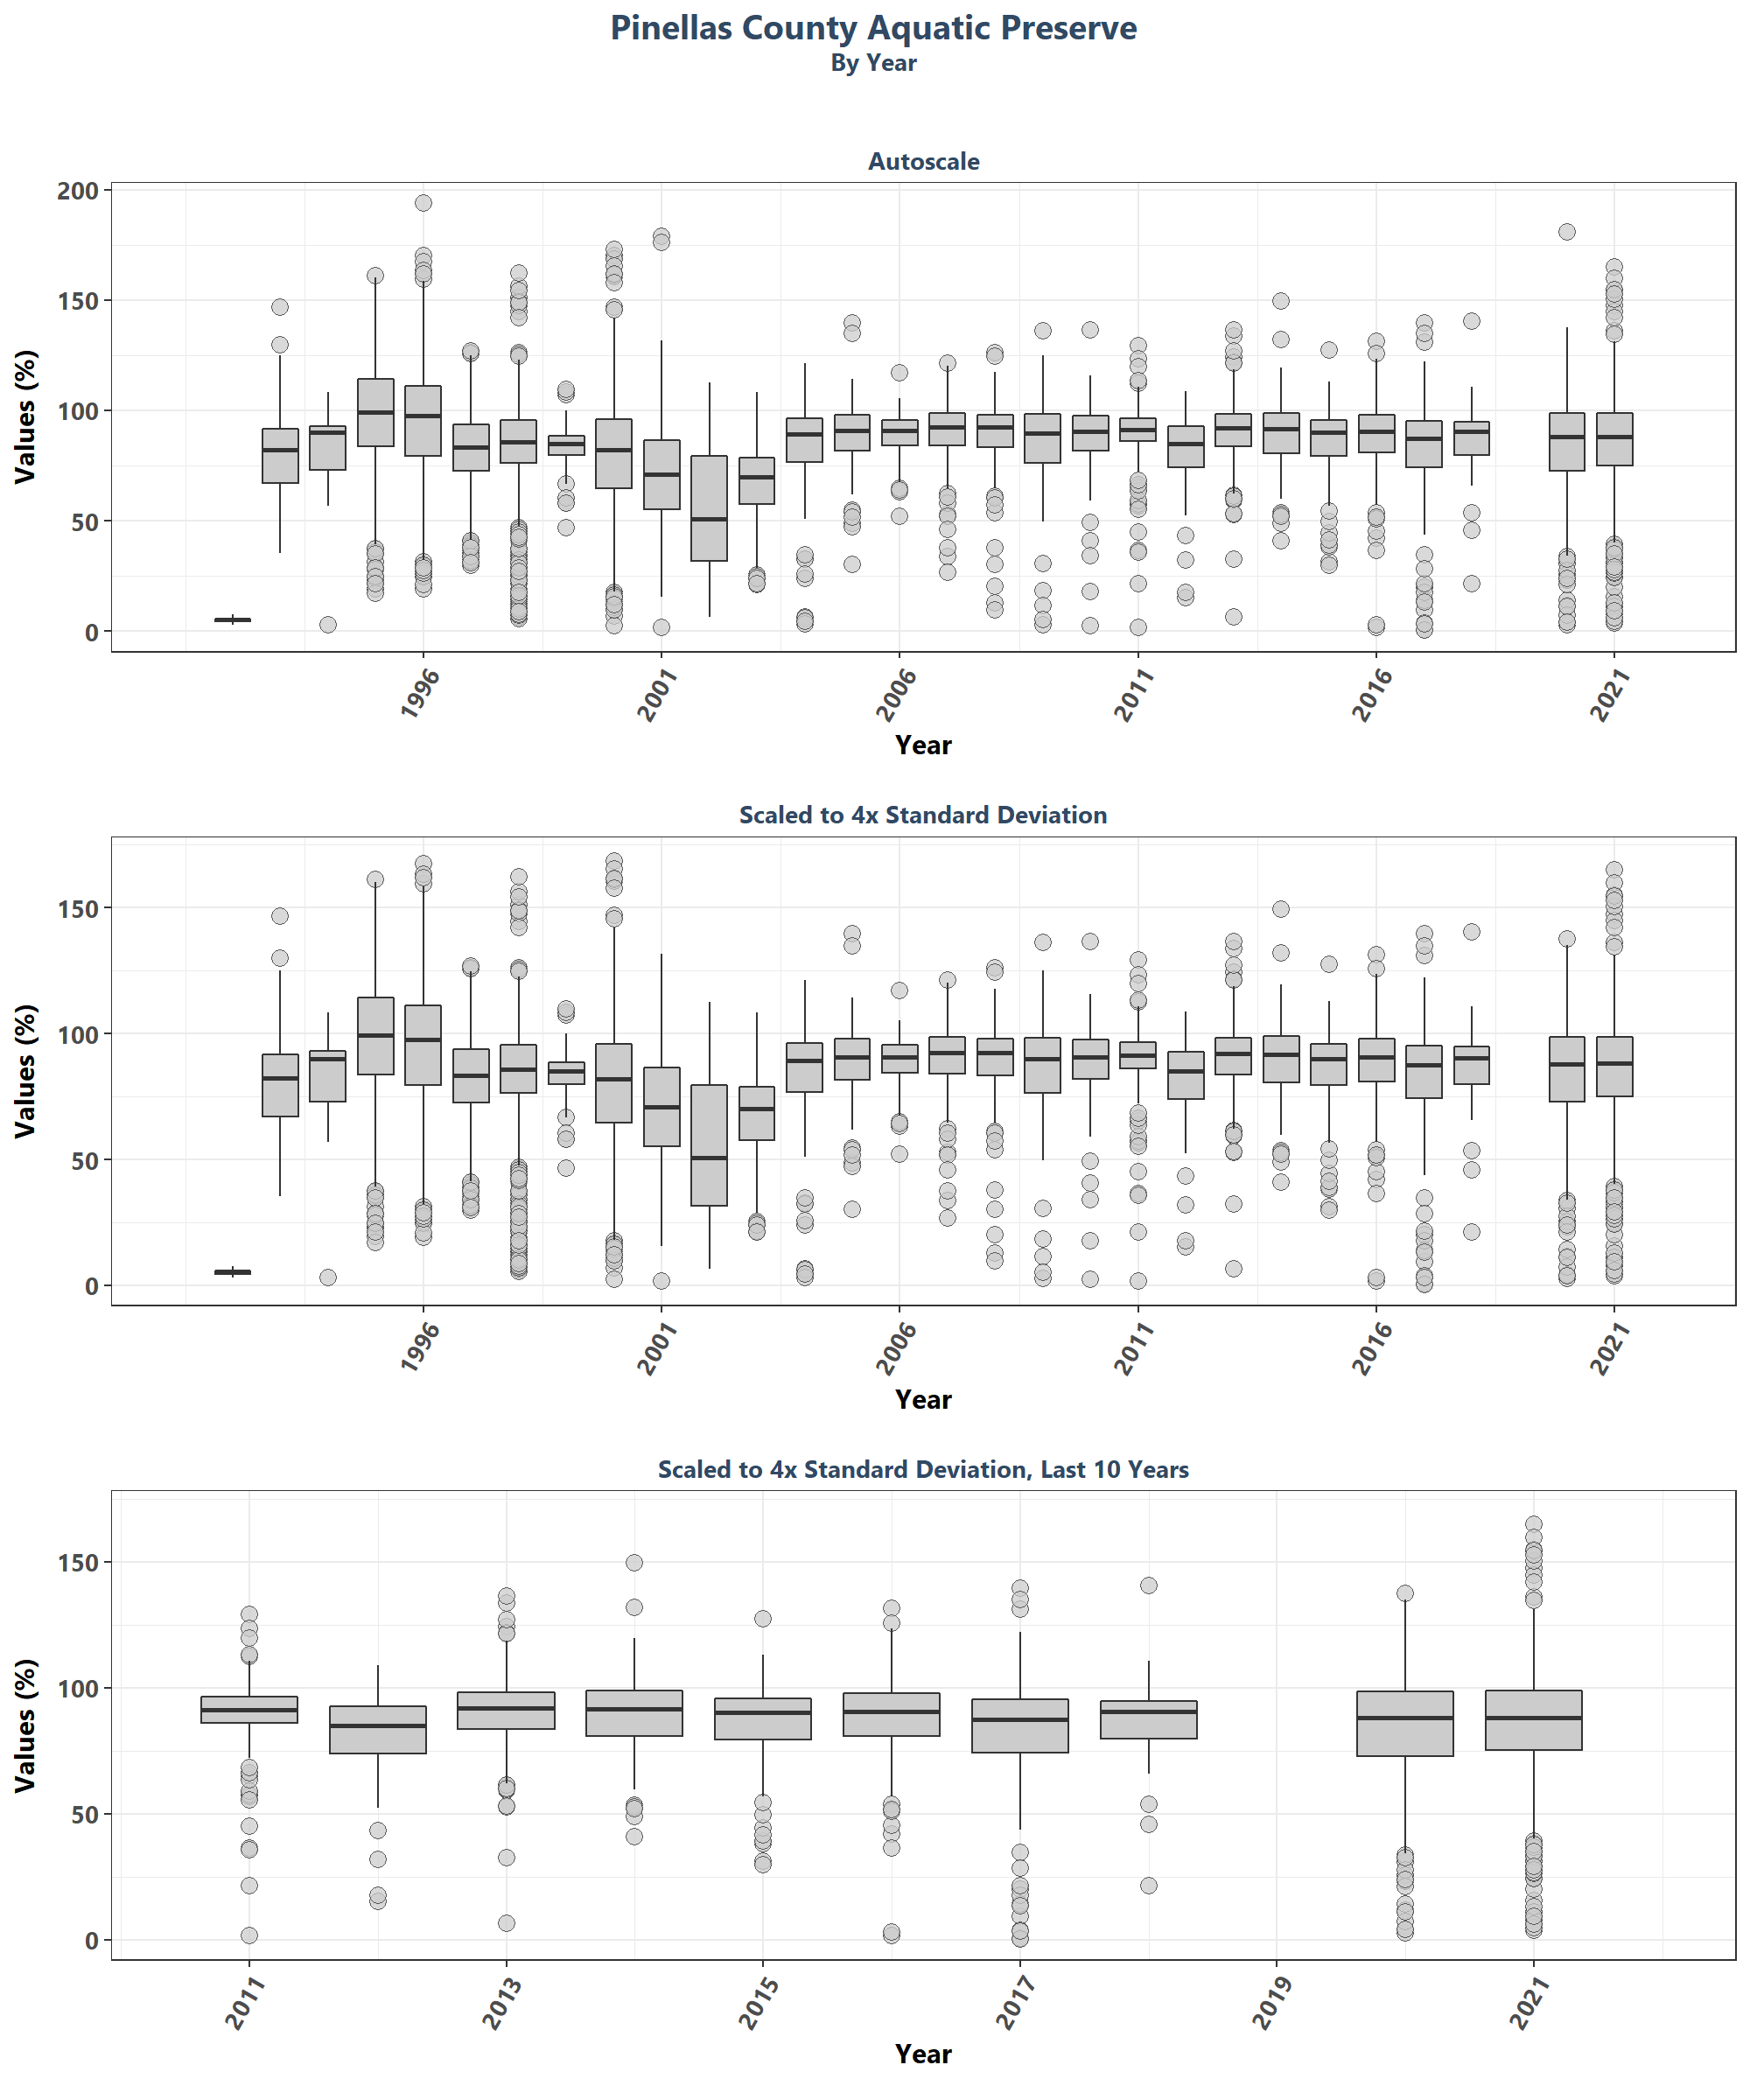 Pinellas County Aquatic Preserve
By Year
Autoscale
Values (%)
200
150
100
50
0
1996
2001
2006
2011
2016
2021
Year
Scaled to 4x Standard Deviation
Values (%)
150
100
50
0
1996
2001
2006
2011
2016
2021
Year
Scaled to 4x Standard Deviation, Last 10 Years
Values (%)
150
100
50
0
2011
2013
2015
2017
2019
2021
Year